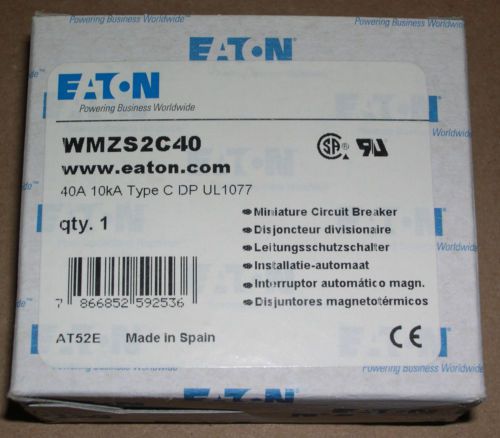 EATON
EATON
Powering Business Worldwide
WMZS2C40
www.eaton.com
40A 10kA Type C DP UL1077
qty. 1
SA
Miniature Circuit Breaker
Disjoncteur divisionaire
Leitungsschutzschalter
Installatie-automaat
Interruptor automático magn.
Disjuntores magnetotérmicos
7 866852 592536
AT52E Made in Spain
CE
Powering Business Worldwide